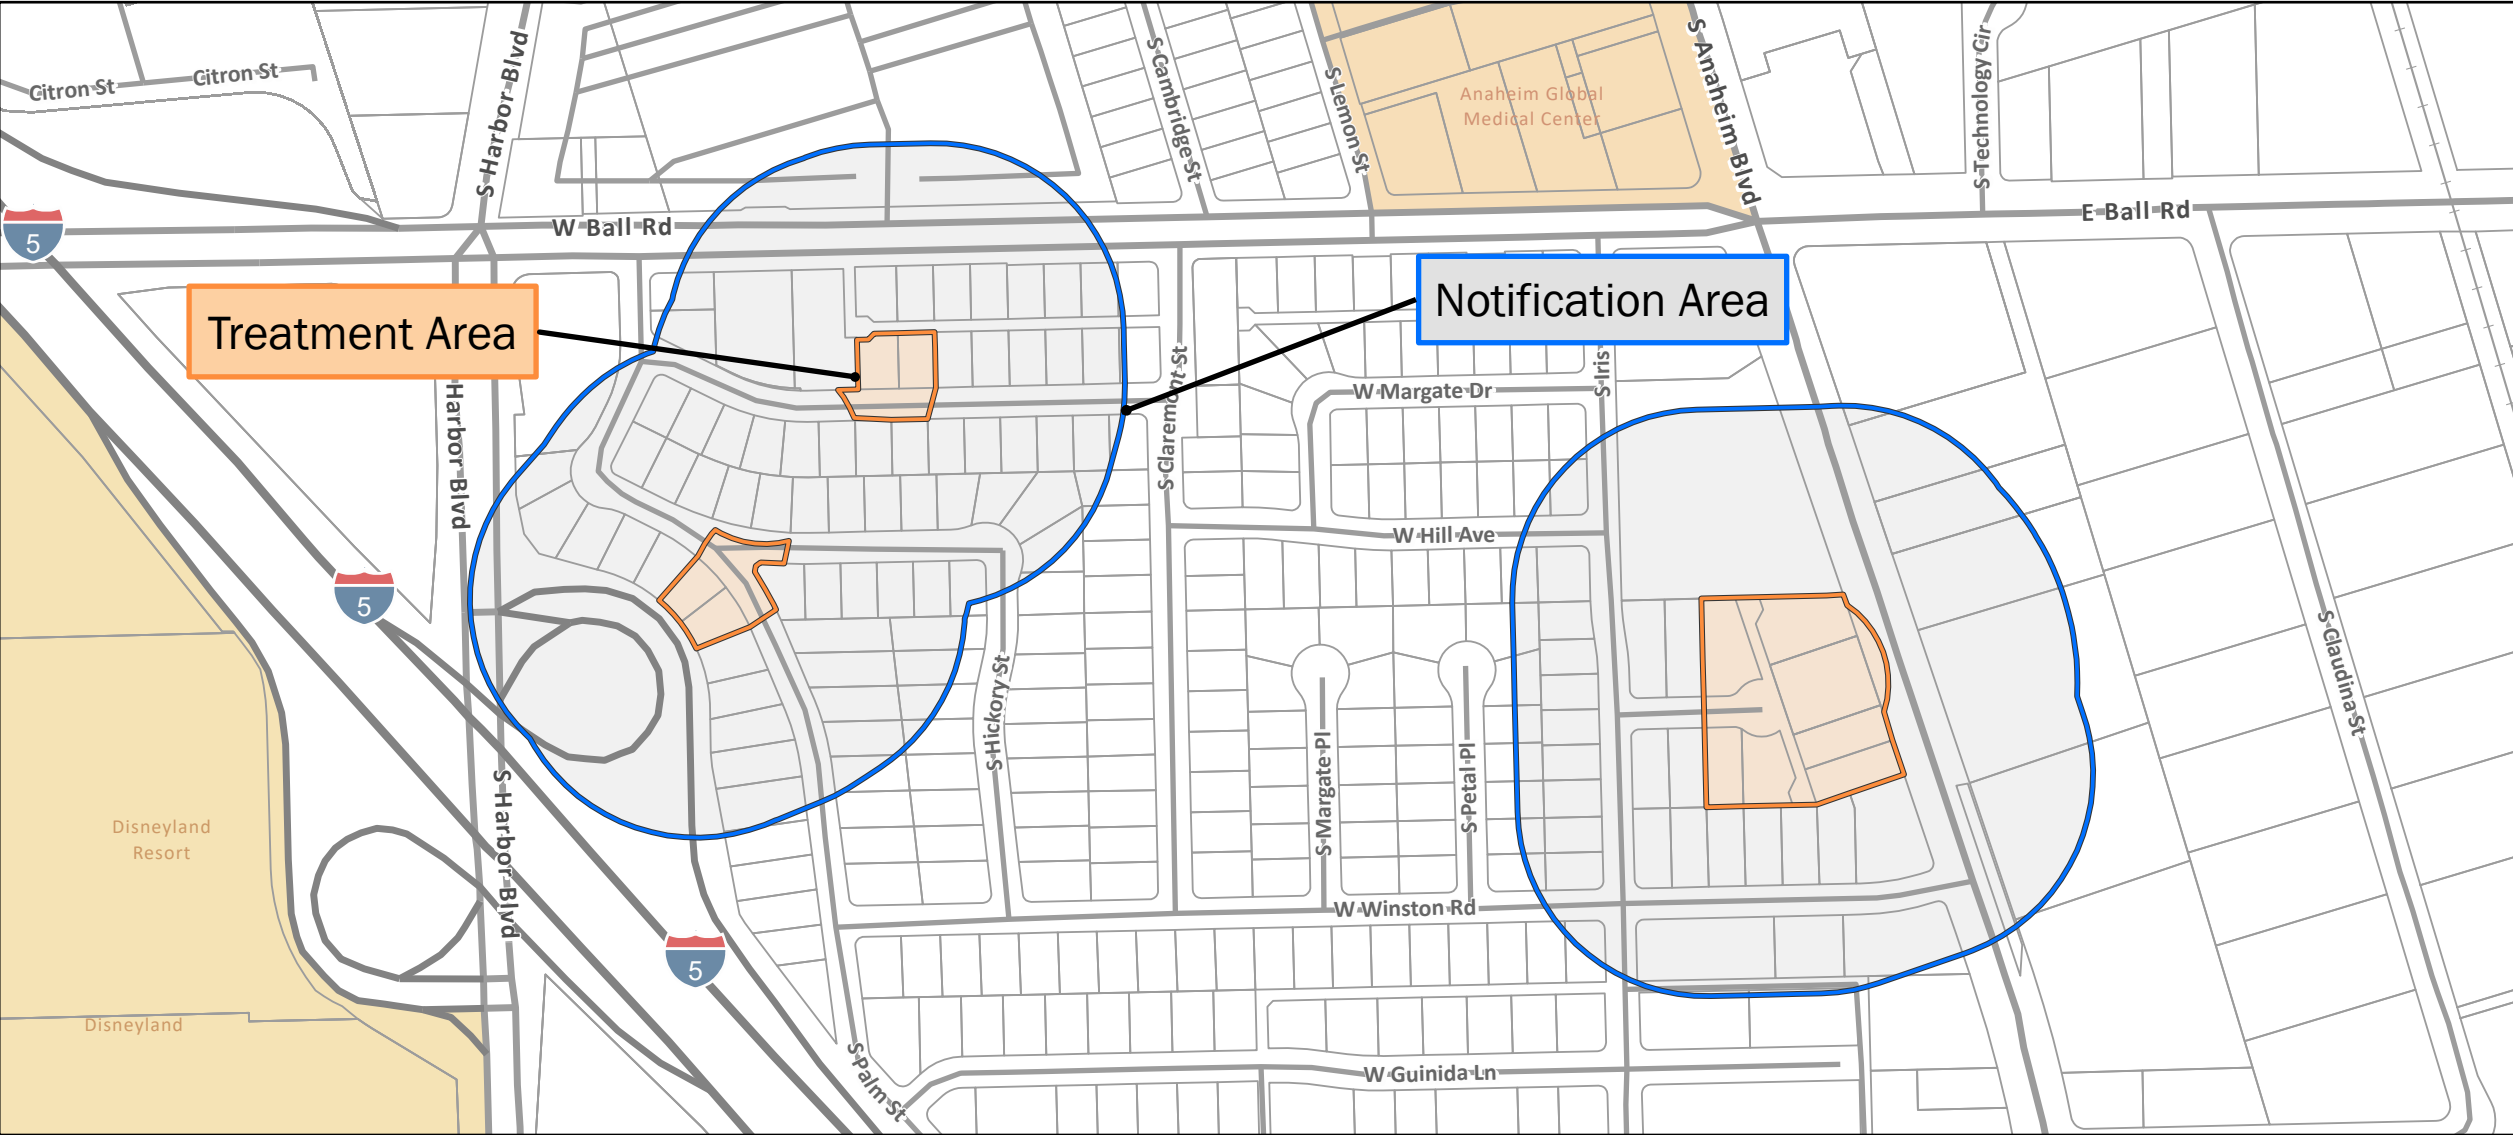 Citron St
Citron St
S Harbor Blvd
S Cambridge St
S Lemon St
Anaheim Global
Medical Center
S Anaheim Blvd
S Technology Cir
W Ball Rd
E Ball Rd
5
Treatment Area
Notification Area
Harbor Blvd
S Claremont St
S Iris
W Margate Dr
W Hill Ave
5
S Hickory St
S Margate Pl
S Petal Pl
S Claudina St
Disneyland
Resort
S Harbor Blvd
W Winston Rd
5
Disneyland
S Palm St
W Guinida Ln